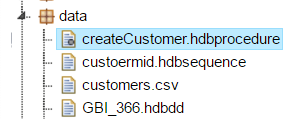 data
createCustomer.hdbprocedure
custoermid.hdbsequence
customers.csv
GBI_366.hdbdd